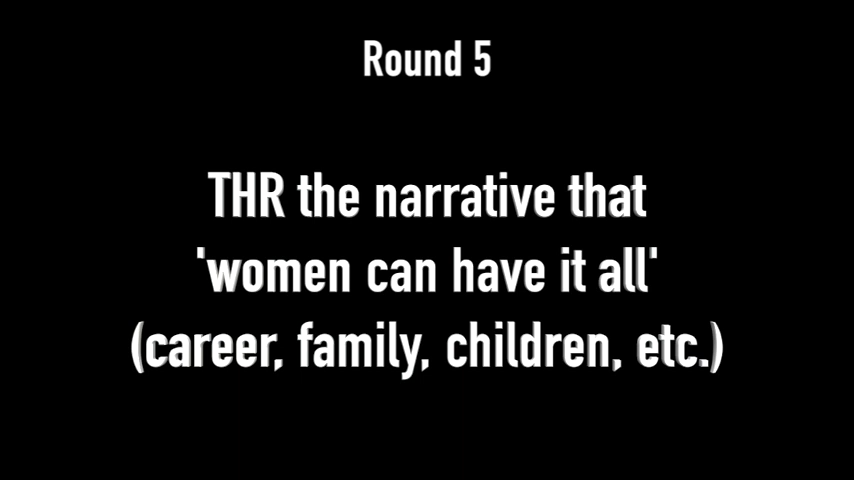 Round 5
THR the narrative that
'women can have it all'
(career, family, children, etc.)